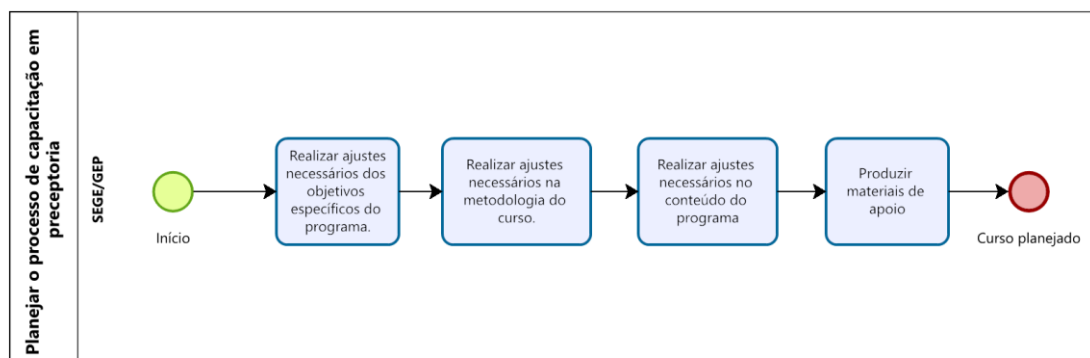 Planejar o processo de capacitação em
preceptoria
SEGE/GEP
Início
Realizar ajustes
necessários dos
objetivos
específicos do
programa.
Realizar ajustes
necessários na
metodologia do
curso.
Realizar ajustes
necessários no
conteúdo do
programa
Produzir
materiais de
apoio
Curso planejado